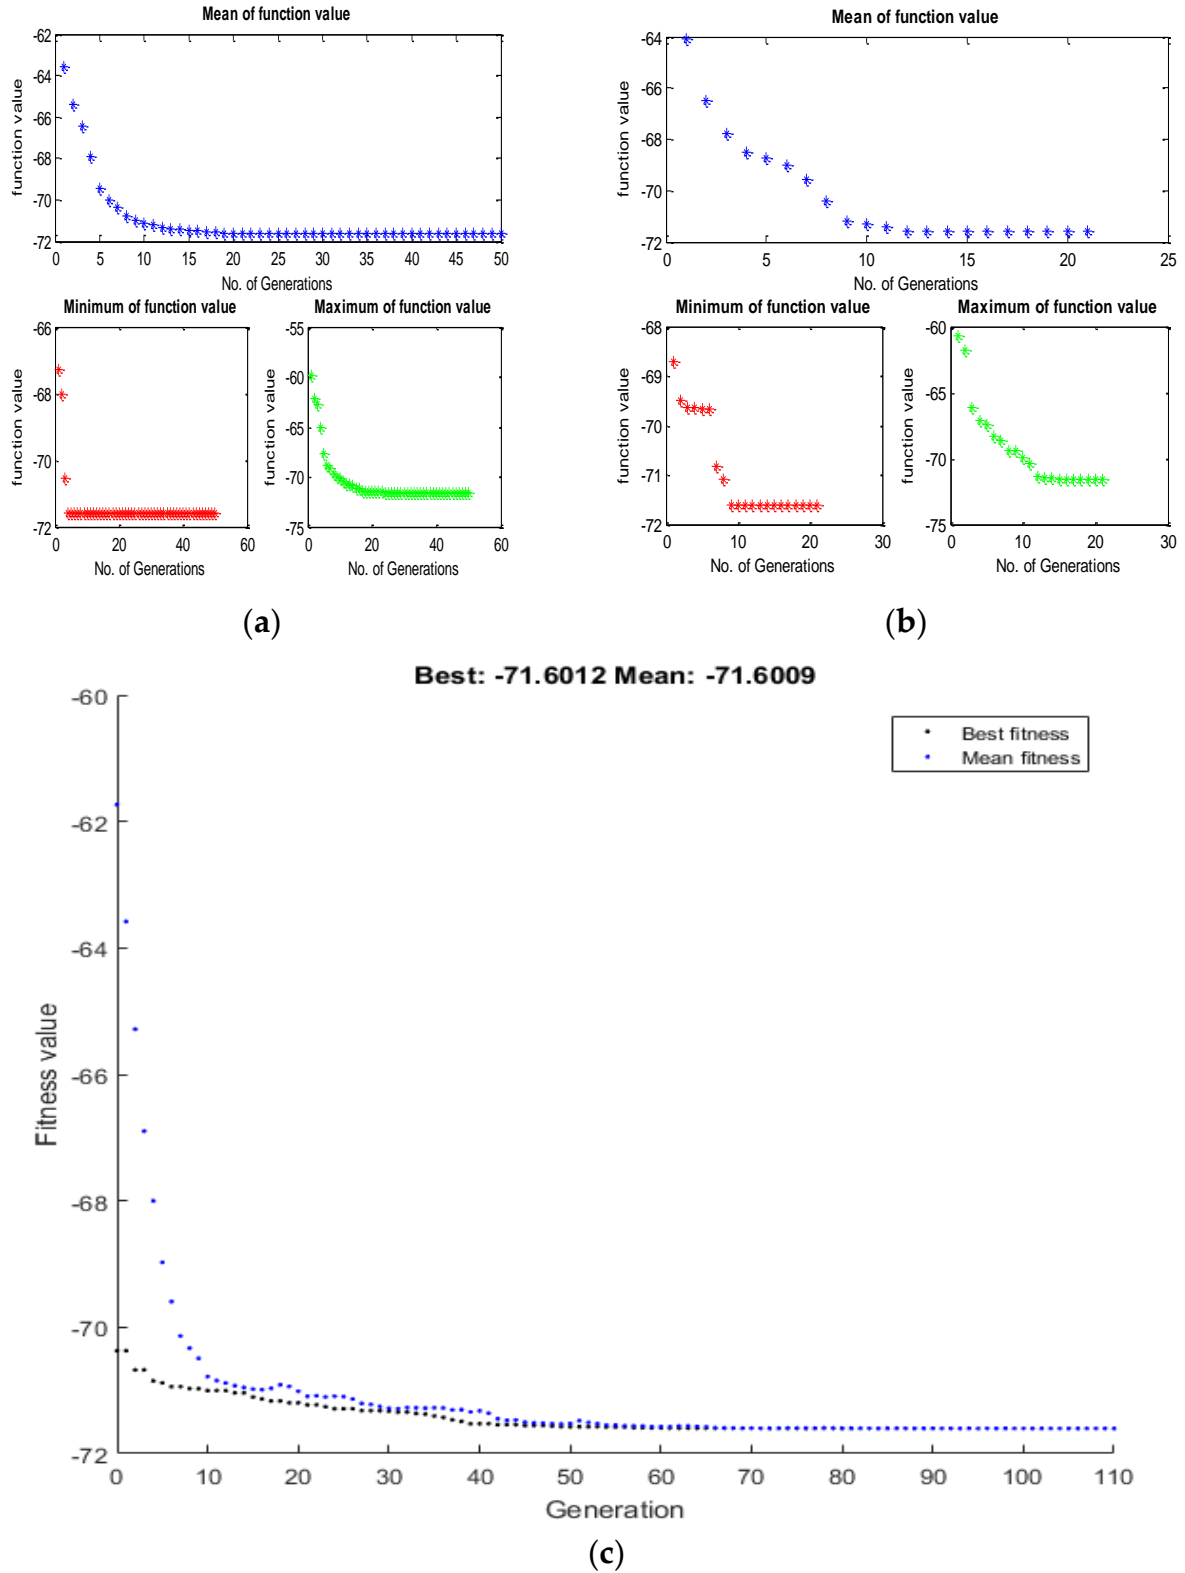 Mean of function value
-62
-64
-66
-68
-70
-72
function value
0 5 10 15 20 25 30 35 40 45 50
No. of Generations
Minimum of function value
-66
-68
-70
-72
function value
0 20 40 60
No. of Generations
Maximum of function value
-55
-60
-65
-70
-75
function value
0 20 40 60
No. of Generations
(a)
Mean of function value
-64
-66
-68
-70
-72
function value
0 5 10 15 20 25
No. of Generations
Minimum of function value
-68
-69
-70
-71
-72
function value
0 10 20 30
No. of Generations
Maximum of function value
-60
-65
-70
-75
function value
0 10 20 30
No. of Generations
(b)
Best: -71.6012 Mean: -71.6009
-60
-62
-64
-66
-68
-70
-72
Fitness value
Best fitness
Mean fitness
0 10 20 30 40 50 60 70 80 90 100 110
Generation
(c)